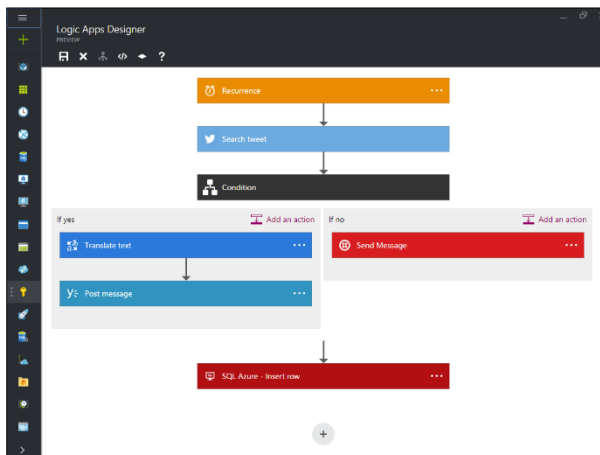 Logic Apps Designer
PREVIEW
Recurrence
Search tweet
Condition
If yes
Add an action
If no
Add an action
Translate text
Send Message
Post message
SQL Azure - Insert row